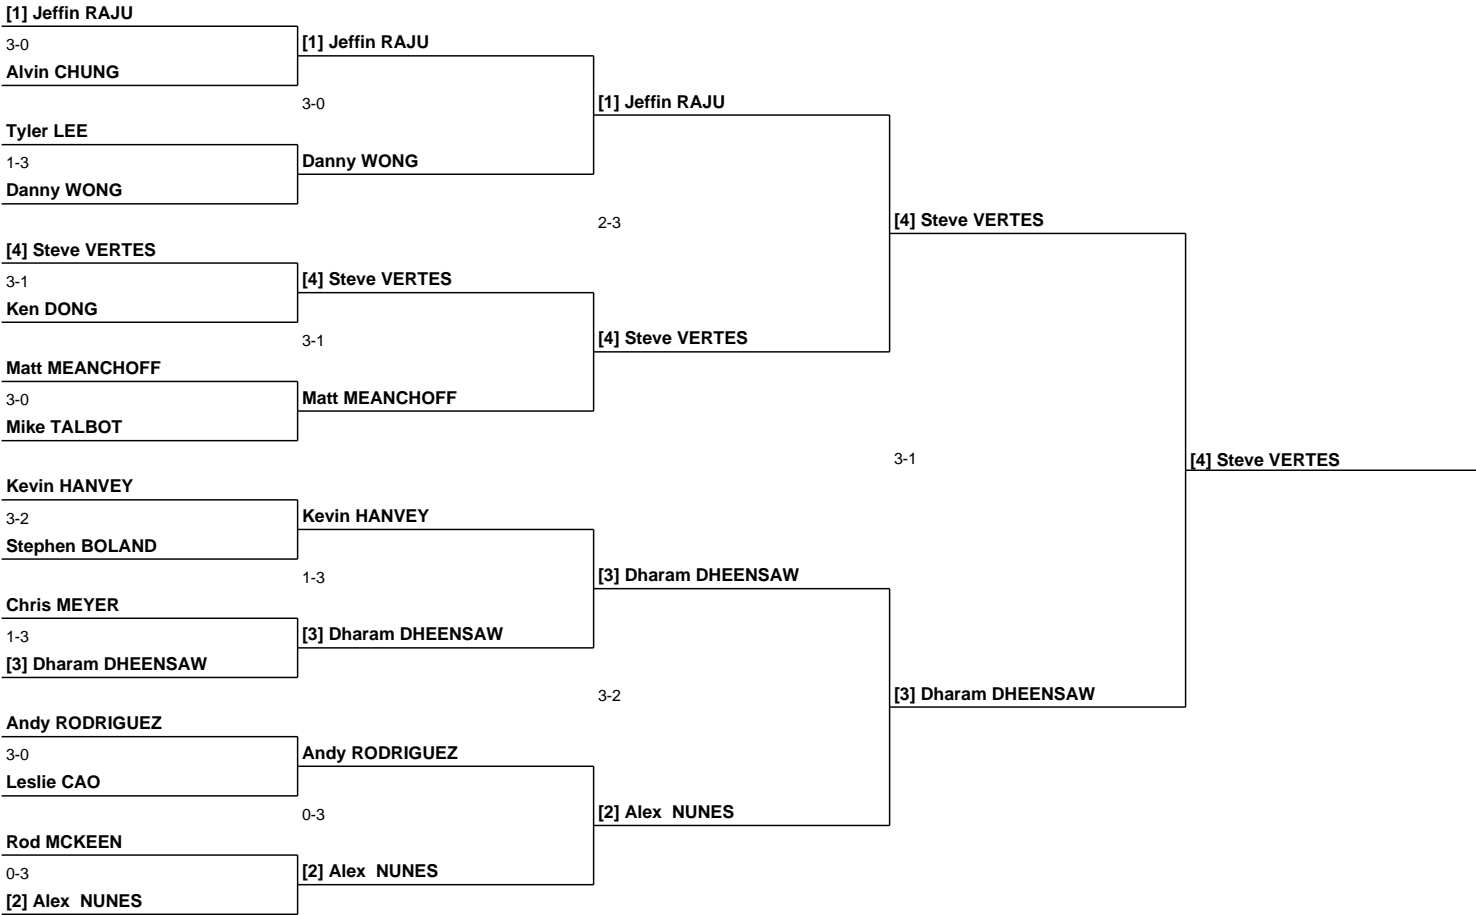 [1] Jeffin RAJU
3-0
Alvin CHUNG
Tyler LEE
1-3
Danny WONG
[4] Steve VERTES
3-1
Ken DONG
Matt MEANCHOFF
3-0
Mike TALBOT
Kevin HANVEY
3-2
Stephen BOLAND
Chris MEYER
1-3
[3] Dharam DHEENSAW
Andy RODRIGUEZ
3-0
Leslie CAO
Rod MCKEEN
0-3
[2] Alex  NUNES
[1] Jeffin RAJU
3-0
Danny WONG
[4] Steve VERTES
3-1
Matt MEANCHOFF
Kevin HANVEY
1-3
[3] Dharam DHEENSAW
Andy RODRIGUEZ
0-3
[2] Alex  NUNES
[1] Jeffin RAJU
2-3
[4] Steve VERTES
[3] Dharam DHEENSAW
3-2
[2] Alex  NUNES
[4] Steve VERTES
3-1
[3] Dharam DHEENSAW
[4] Steve VERTES